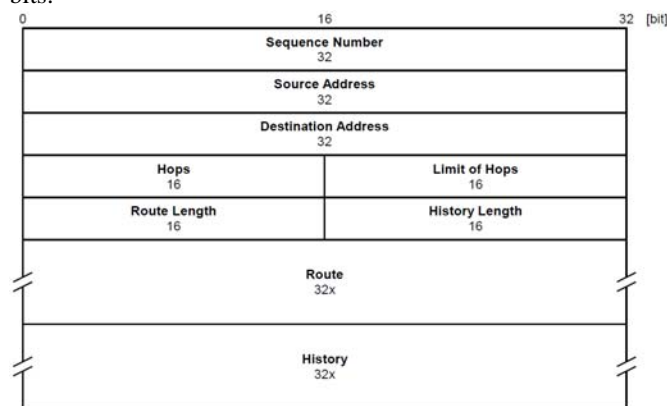 bits.
0 16 32 [bit]
Sequence Number
32
Source Address
32
Destination Address
32
Hops Limit of Hops
16 16
Route Length History Length
16 16
Route
32x
History
32x